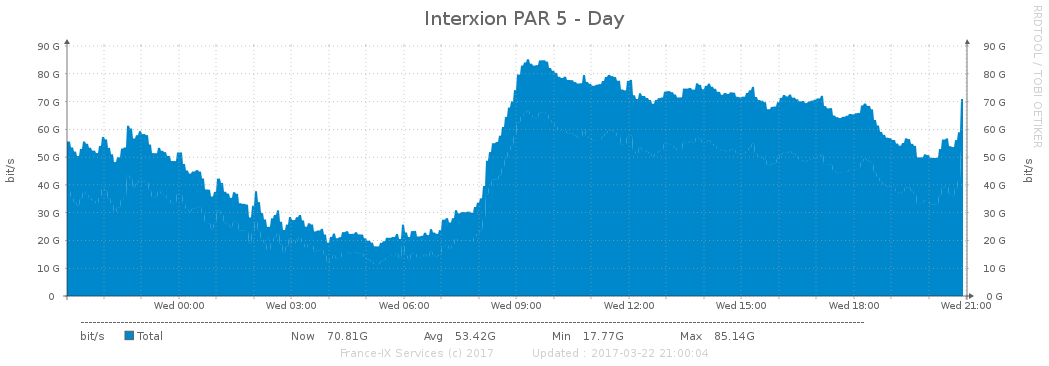 Interxion PAR 5 - Day
RRDTOOL / TOBI OETIKER
bit/s
90 G
80 G
70 G
60 G
50 G
40 G
30 G
20 G
10 G
0
90 G
80 G
70 G
60 G
50 G
40 G
30 G
20 G
10 G
0 G
bit/s
Wed 00:00 Wed 03:00 Wed 06:00 Wed 09:00 Wed 12:00 Wed 15:00 Wed 18:00 Wed 21:00
bit/s Total Now 70.81G Avg 53.42G Min 17.77G Max 85.14G
France-IX Services (c) 2017 Updated : 2017-03-22 21:00:04